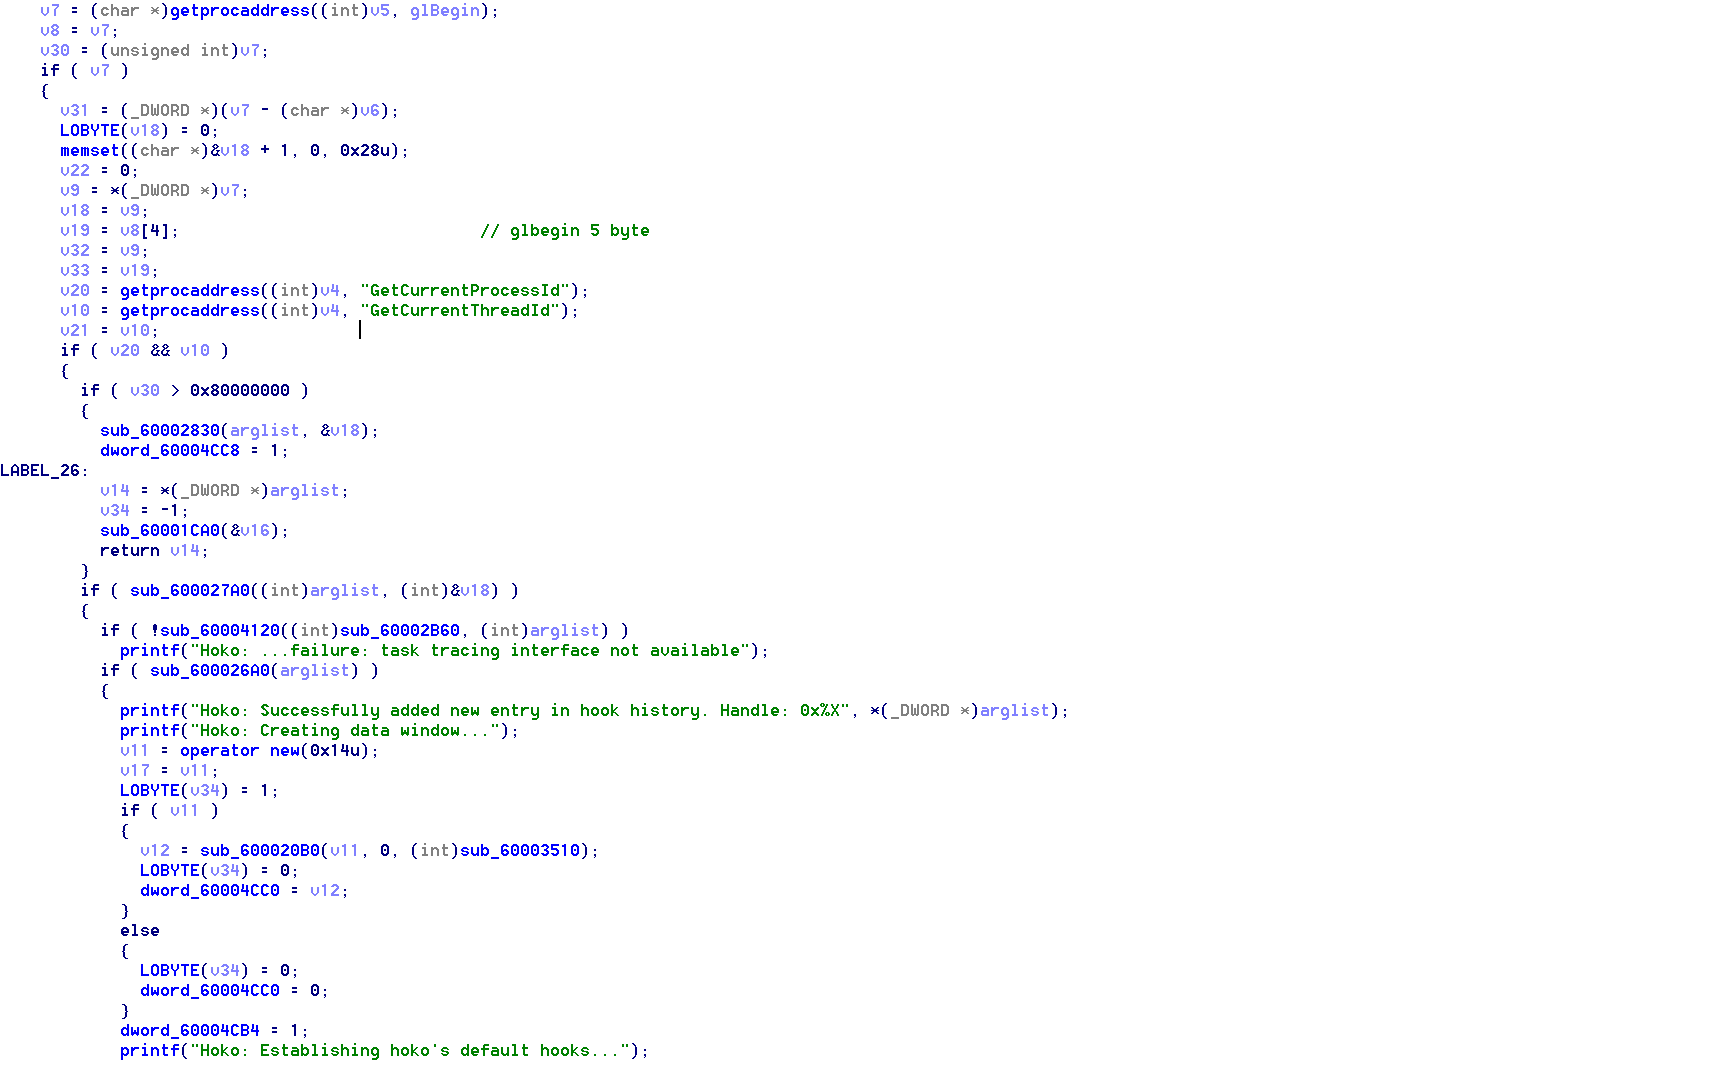 v7 = (char *)getprocaddress((int)v5, glBegin);
v8 = v7;
v30 = (unsigned int)v7;
if ( v7 )
{
v31 = (_DWORD *)(v7 - (char *)v6);
LOBYTE(v18) = 0;
memset((char *)&v18 + 1, 0, 0x28u);
v22 = 0;
v9 = *(_DWORD *)v7;
v18 = v9;
v19 = v8[4]; // glbegin 5 byte
v32 = v9;
v33 = v19;
v20 = getprocaddress((int)v4, "GetCurrentProcessId");
v10 = getprocaddress((int)v4, "GetCurrentThreadId");
v21 = v10;
if ( v20 && v10 )
{
if ( v30 > 0x80000000 )
{
sub_60002830(arglist, &v18);
dword_60004CC8 = 1;
LABEL_26:
v14 = *(_DWORD *)arglist;
v34 = -1;
sub_60001CA0(&v16);
return v14;
}
if ( sub_600027A0((int)arglist, (int)&v18) )
{
if ( !sub_60004120((int)sub_60002B60, (int)arglist) )
printf("Hoko: ...failure: task tracing interface not available");
if ( sub_600026A0(arglist) )
{
printf("Hoko: Successfully added new entry in hook history. Handle: 0x%X", *(_DWORD *)arglist);
printf("Hoko: Creating data window...");
v11 = operator new(0x14u);
v17 = v11;
LOBYTE(v34) = 1;
if ( v11 )
{
v12 = sub_600020B0(v11, 0, (int)sub_60003510);
LOBYTE(v34) = 0;
dword_60004CC0 = v12;
}
else
{
LOBYTE(v34) = 0;
dword_60004CC0 = 0;
}
dword_60004CB4 = 1;
printf("Hoko: Establishing hoko's default hooks...");